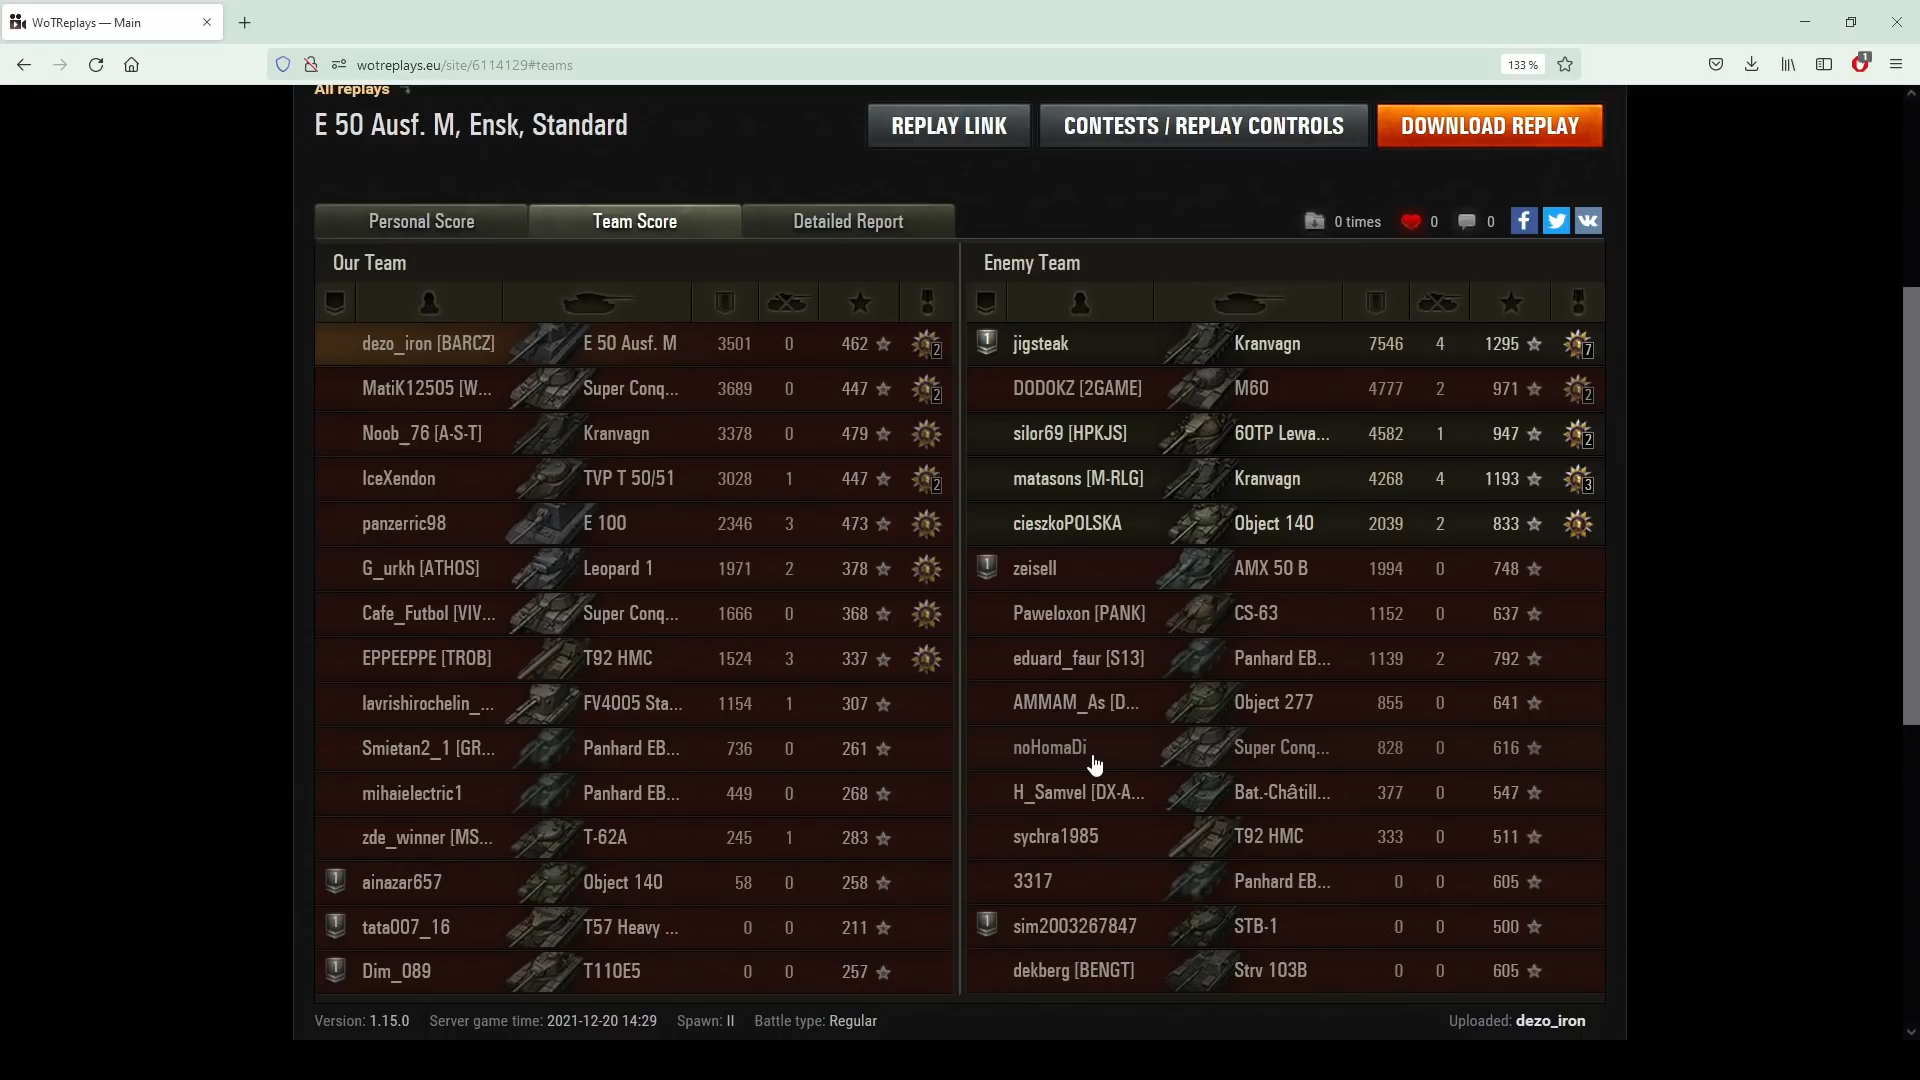 WoTReplays — Main
wotreplays.eu/site/6114129#teams
133 %
1
All replays
E 50 Ausf. M, Ensk, Standard
REPLAY LINK
CONTESTS / REPLAY CONTROLS
DOWNLOAD REPLAY
Personal Score
Team Score
Detailed Report
0 times
0
0
Our Team
Enemy Team
dezo_iron [BARCZ] E 50 Ausf. M 3501 0 462 2
MatiK12505 [W... Super Conq... 3689 0 447 2
Noob_76 [A-S-T] Kranvagn 3378 0 479
IceXendon TVP T 50/51 3028 1 447 2
panzerric98 E 100 2346 3 473
G_urkh [ATHOS] Leopard 1 1971 2 378
Cafe_Futbol [VIV... Super Conq... 1666 0 368
EPPEEPPE [TROB] T92 HMC 1524 3 337
lavrishirochelin_... FV4005 Sta... 1154 1 307
Smietan2_1 [GR... Panhard EB... 736 0 261
mihaielectric1 Panhard EB... 449 0 268
zde_winner [MS... T-62A 245 1 283
1 ainazar657 Object 140 58 0 258
1 tata007_16 T57 Heavy ... 0 0 211
1 Dim_089 T110E5 0 0 257
1 jigsteak Kranvagn 7546 4 1295 7
DODOKZ [2GAME] M60 4777 2 971 2
silor69 [HPKJS] 60TP Lewa... 4582 1 947 2
matasons [M-RLG] Kranvagn 4268 4 1193 3
cieszkoPOLSKA Object 140 2039 2 833
1 zeisell AMX 50 B 1994 0 748
Paweloxon [PANK] CS-63 1152 0 637
eduard_faur [S13] Panhard EB... 1139 2 792
AMMAM_As [D... Object 277 855 0 641
noHomaDi Super Conq... 828 0 616
H_Samvel [DX-A... Bat.-Châtill... 377 0 547
sychra1985 T92 HMC 333 0 511
3317 Panhard EB... 0 0 605
1 sim2003267847 STB-1 0 0 500
dekberg [BENGT] Strv 103B 0 0 605
Version: 1.15.0 Server game time: 2021-12-20 14:29 Spawn: II Battle type: Regular
Uploaded: dezo_iron